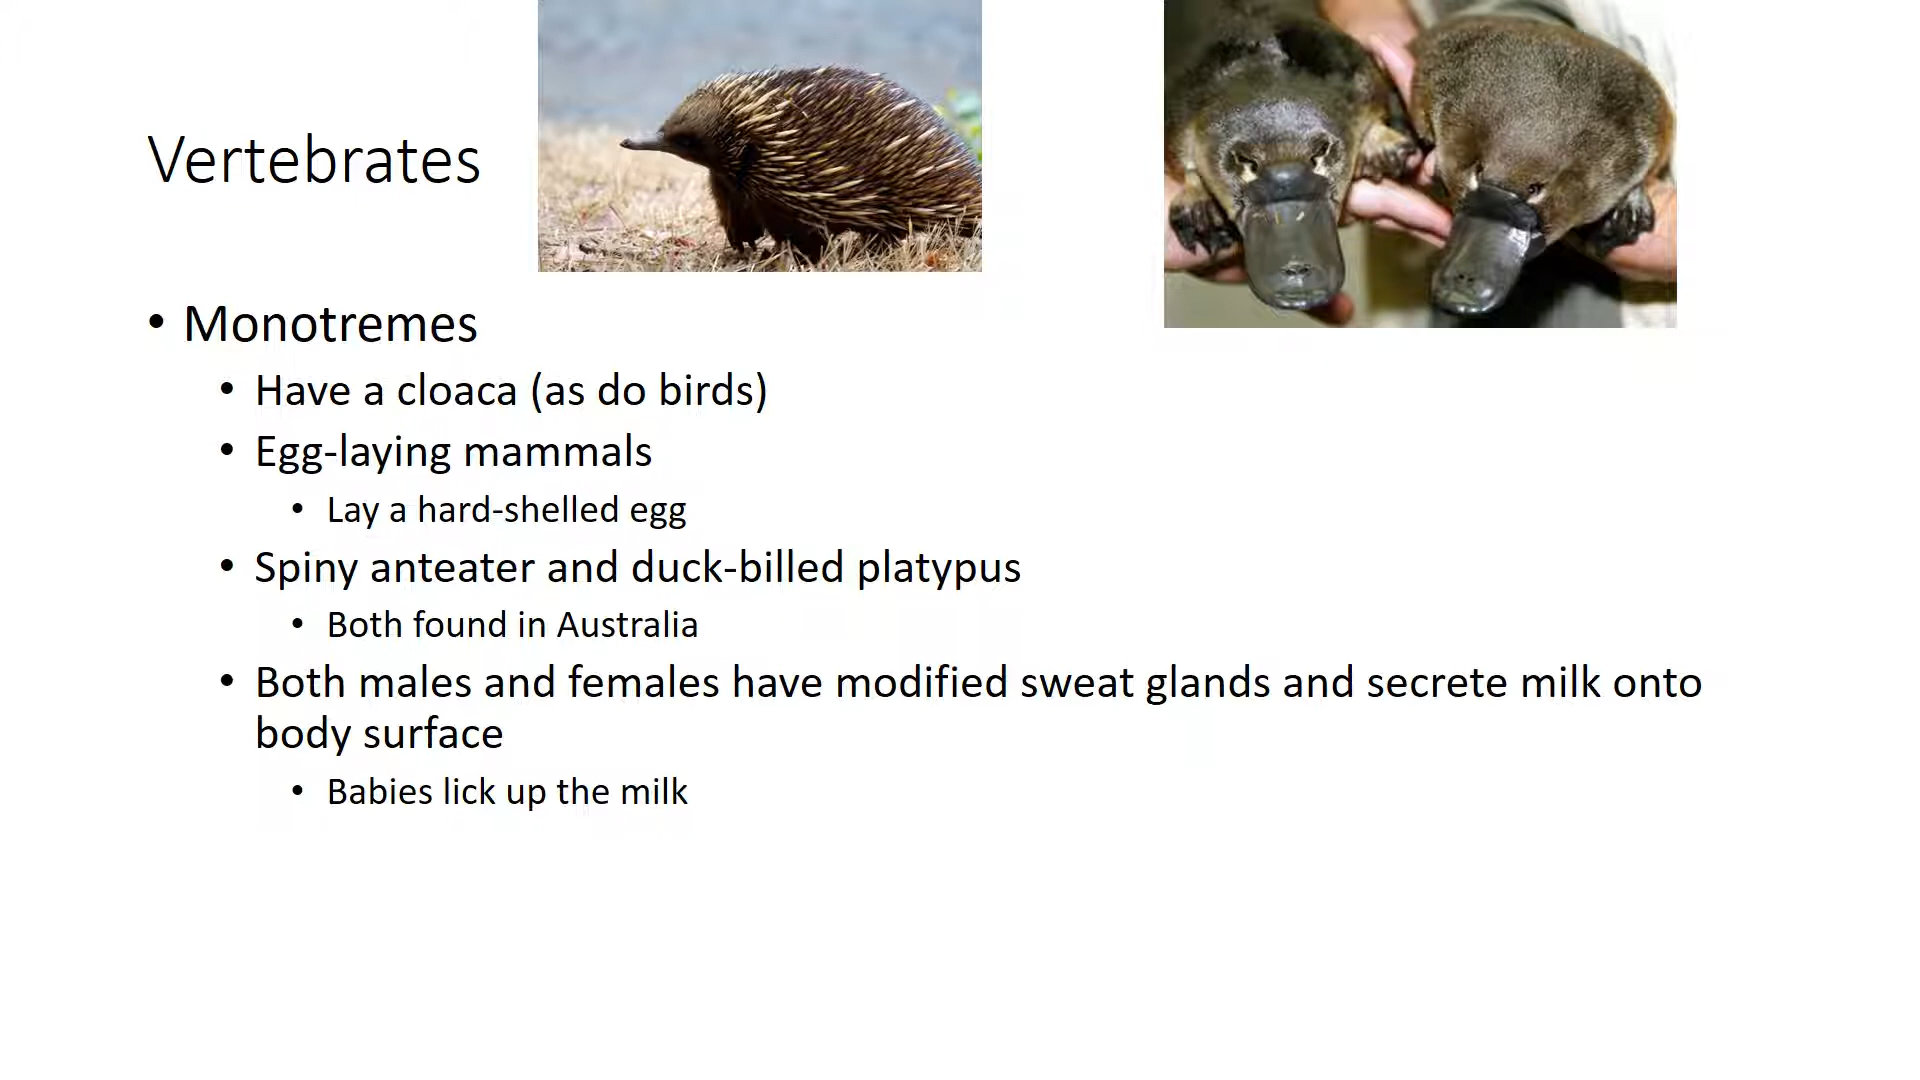 Vertebrates
• Monotremes
• Have a cloaca (as do birds)
• Egg-laying mammals
• Lay a hard-shelled egg
• Spiny anteater and duck-billed platypus
• Both found in Australia
• Both males and females have modified sweat glands and secrete milk onto
body surface
• Babies lick up the milk